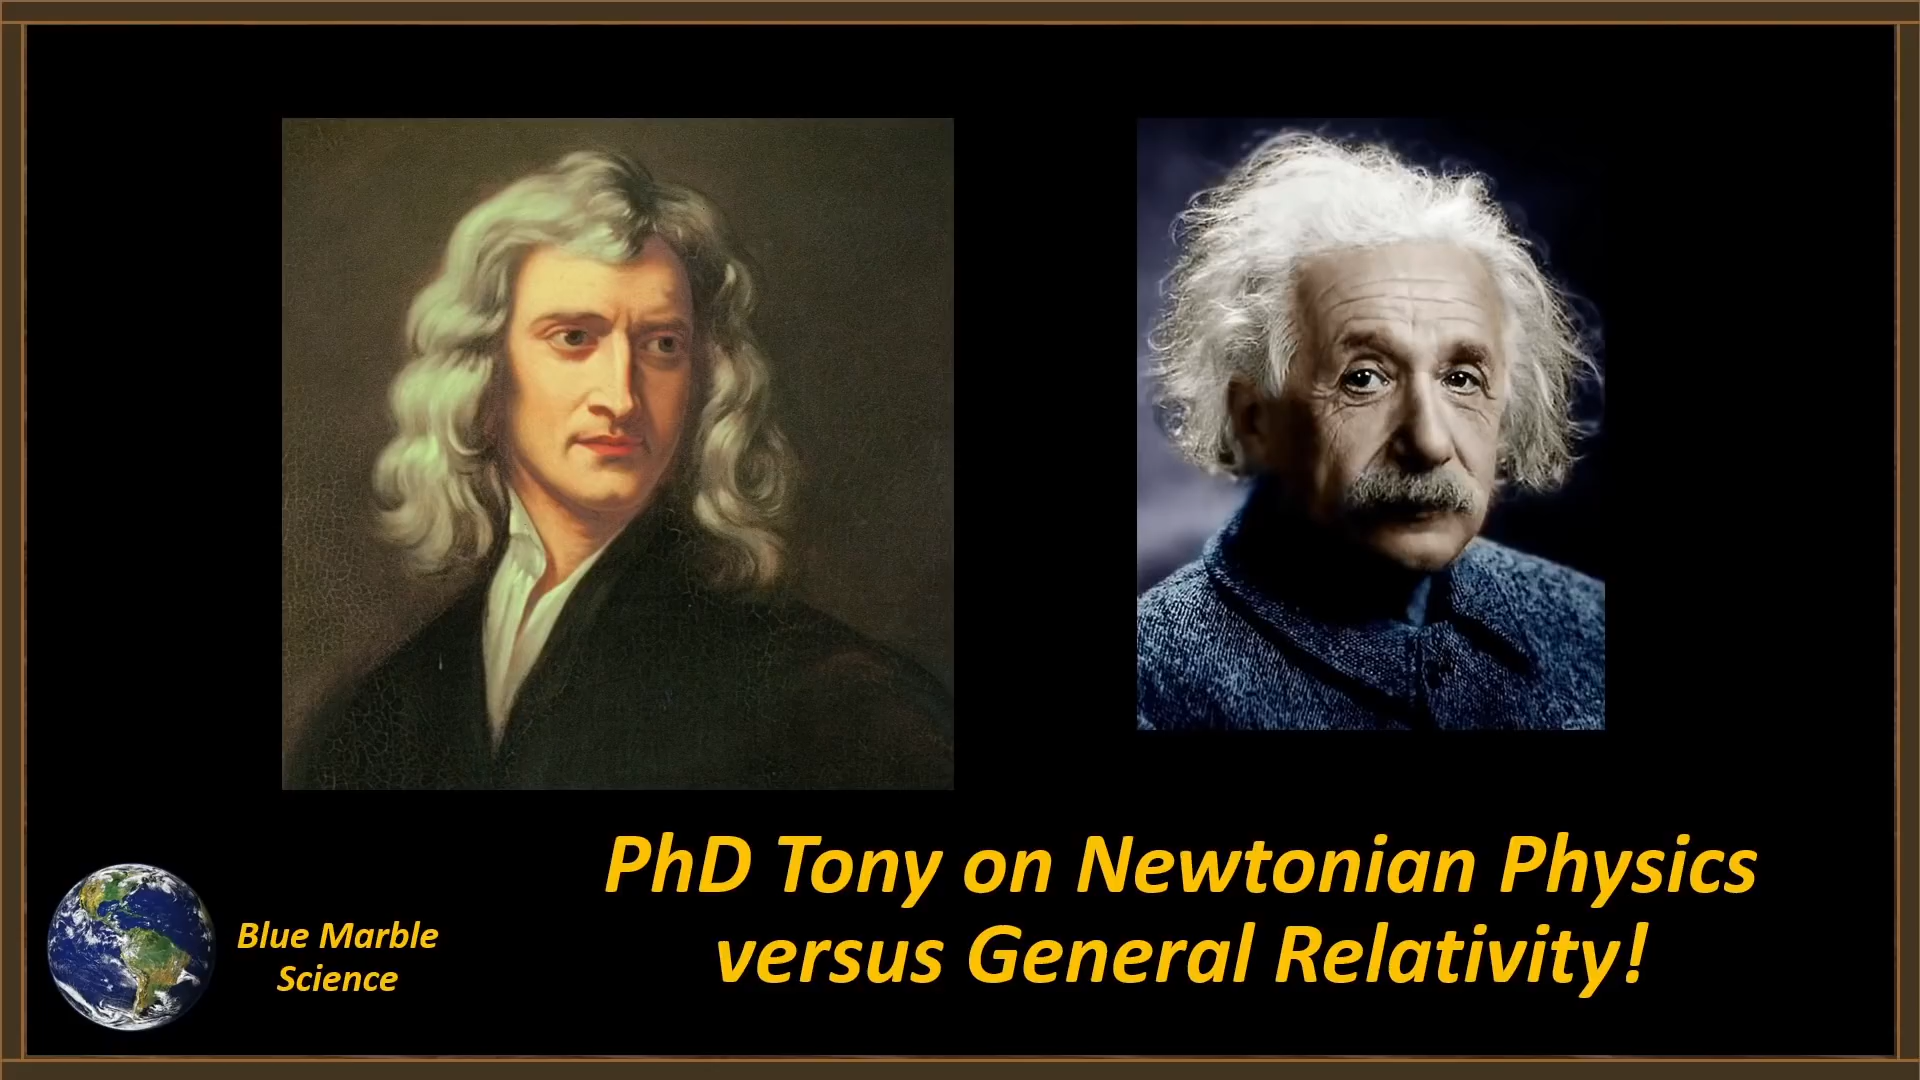 PhD Tony on Newtonian Physics
versus General Relativity!
Blue Marble
Science